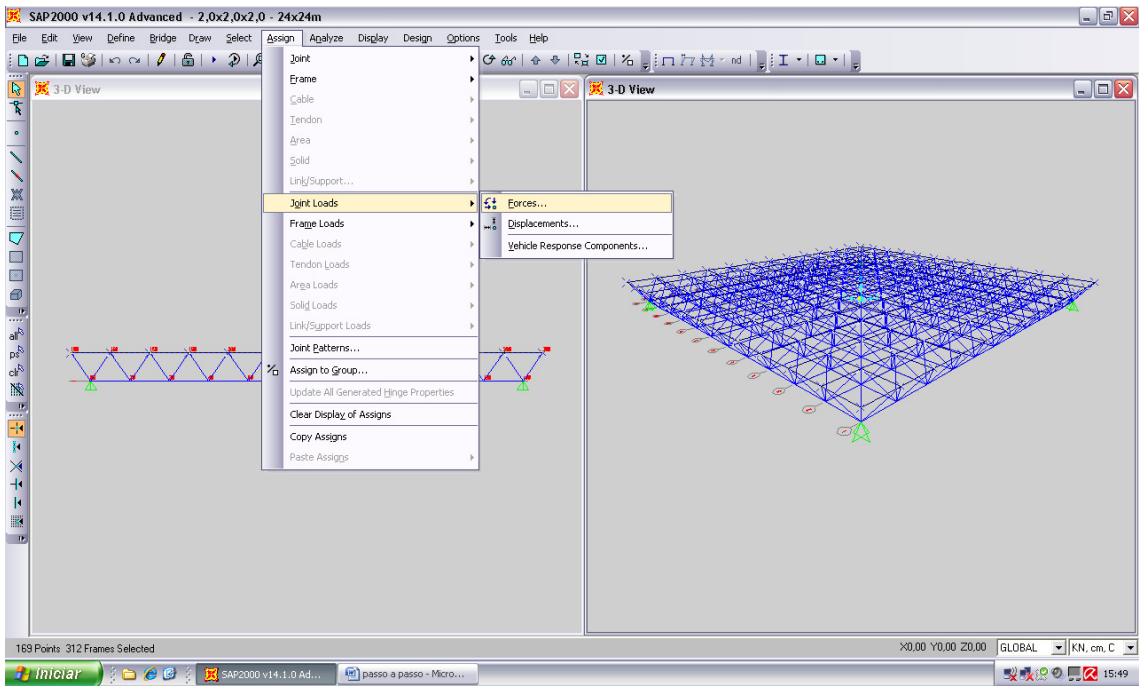 SAP2000 v14.1.0 Advanced - 2,0x2,0x2,0 - 24x24m
File Edit View Define Bridge Draw Select Assign Analyze Display Design Options Tools Help
nd
3-D View
3-D View
Joint
Frame
Cable
Tendon
Area
Solid
Link/Support...
Joint Loads
Frame Loads
Cable Loads
Tendon Loads
Area Loads
Solid Loads
Link/Support Loads
Joint Patterns...
Assign to Group...
Update All Generated Hinge Properties
Clear Display of Assigns
Copy Assigns
Paste Assigns
Forces...
Displacements...
Vehicle Response Components...
all
ps
clr
169 Points 312 Frames Selected
X0,00 Y0,00 Z0,00 GLOBAL KN, cm, C
Iniciar SAP2000 v14.1.0 Ad... passo a passo - Micro... 15:49